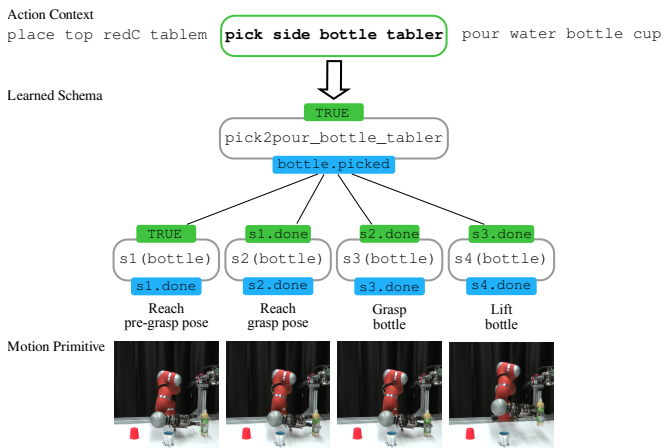 Action Context
place top redC tablem pick side bottle tabler pour water bottle cup
Learned Schema
TRUE
pick2pour_bottle_tabler
bottle.picked
TRUE s1.done s2.done s3.done
s1(bottle) s2(bottle) s3(bottle) s4(bottle)
s1.done s2.done s3.done s4.done
Reach Reach Grasp Lift
pre-grasp pose grasp pose bottle bottle
Motion Primitive